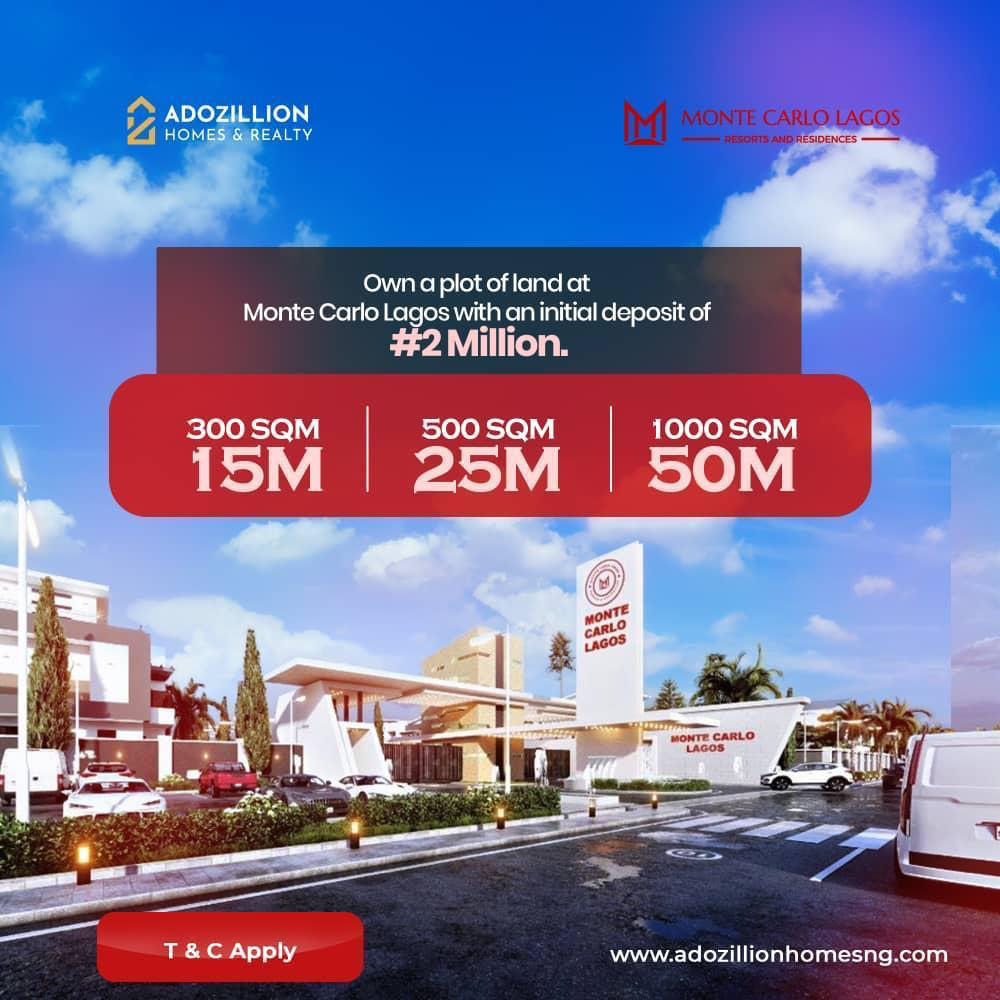 ADOZILLION
HOMES & REALTY
MONTE CARLO LAGOS
RESORTS AND RESIDENCES
Own a plot of land at
Monte Carlo Lagos with an initial deposit of
#2 Million.
300 SQM
15M
500 SQM
25M
1000 SQM
50M
MONTE
CARLO
LAGOS
MONTE CARLO
LAGOS
T & C Apply
www.adozillionhomesng.com